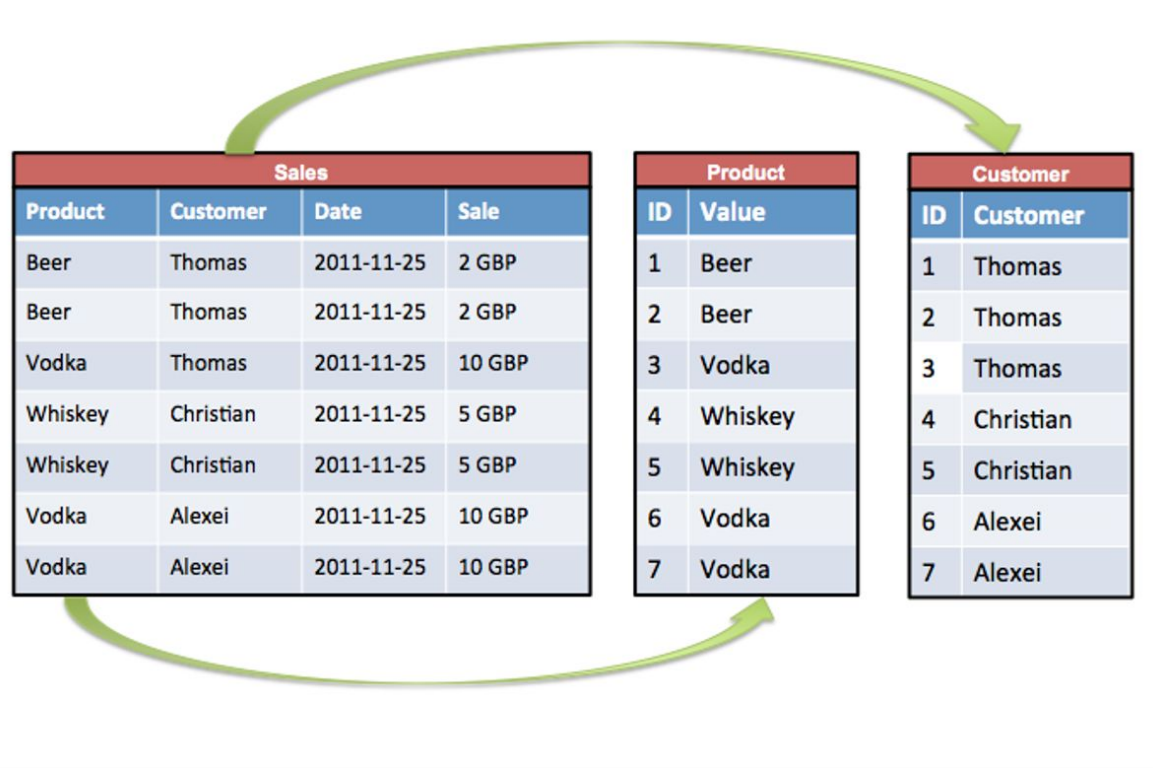 Sales
Product Customer Date Sale
Beer Thomas 2011-11-25 2 GBP
Beer Thomas 2011-11-25 2 GBP
Vodka Thomas 2011-11-25 10 GBP
Whiskey Christian 2011-11-25 5 GBP
Whiskey Christian 2011-11-25 5 GBP
Vodka Alexei 2011-11-25 10 GBP
Vodka Alexei 2011-11-25 10 GBP
Product
ID Value
1 Beer
2 Beer
3 Vodka
4 Whiskey
5 Whiskey
6 Vodka
7 Vodka
Customer
ID Customer
1 Thomas
2 Thomas
3 Thomas
4 Christian
5 Christian
6 Alexei
7 Alexei